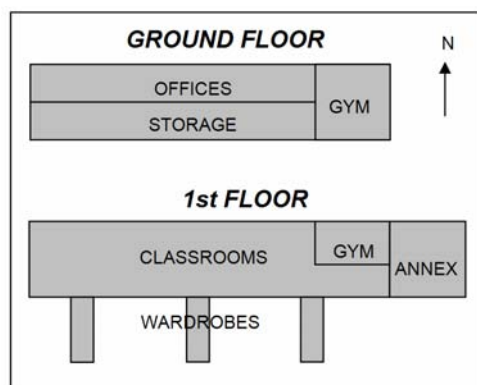 GROUND FLOOR
N
OFFICES
GYM
STORAGE
1st FLOOR
CLASSROOMS
GYM
ANNEX
WARDROBES